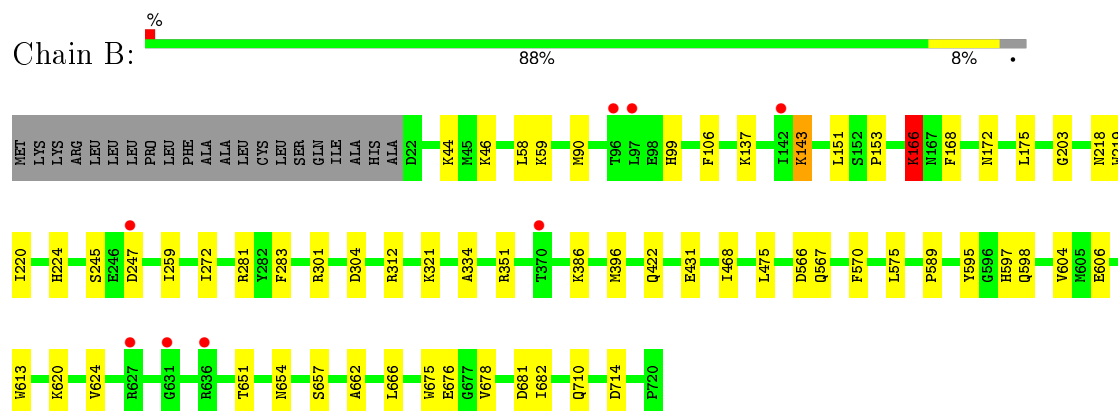 %
Chain B:
88% 8% •
MET LYS LYS ARG LEU LEU LEU PRO LEU PHE ALA ALA LEU CYS PHE SER GLN ILE ALA HIS ALA D22 K44 M45 K46 L58 K59 M90 T96 L97 E98 H99 F106 K137 I142 K143 L151 S152 P153 K166 N167 F168 N172 L175 G203 N218 W219
I220 H224 S245 E246 D247 I259 I272 R281 Y282 F283 R301 D304 R312 K321 A334 R351 T370 K386 M396 Q422 E431 I468 L475 D566 Q567 F570 L575 P589 Y595 G596 H597 Q598 V604 M605 E606
W613 K620 V624 R627 G631 R636 T651 N654 S657 A662 L666 W675 E676 G677 V678 D681 I682 Q710 D714 P720